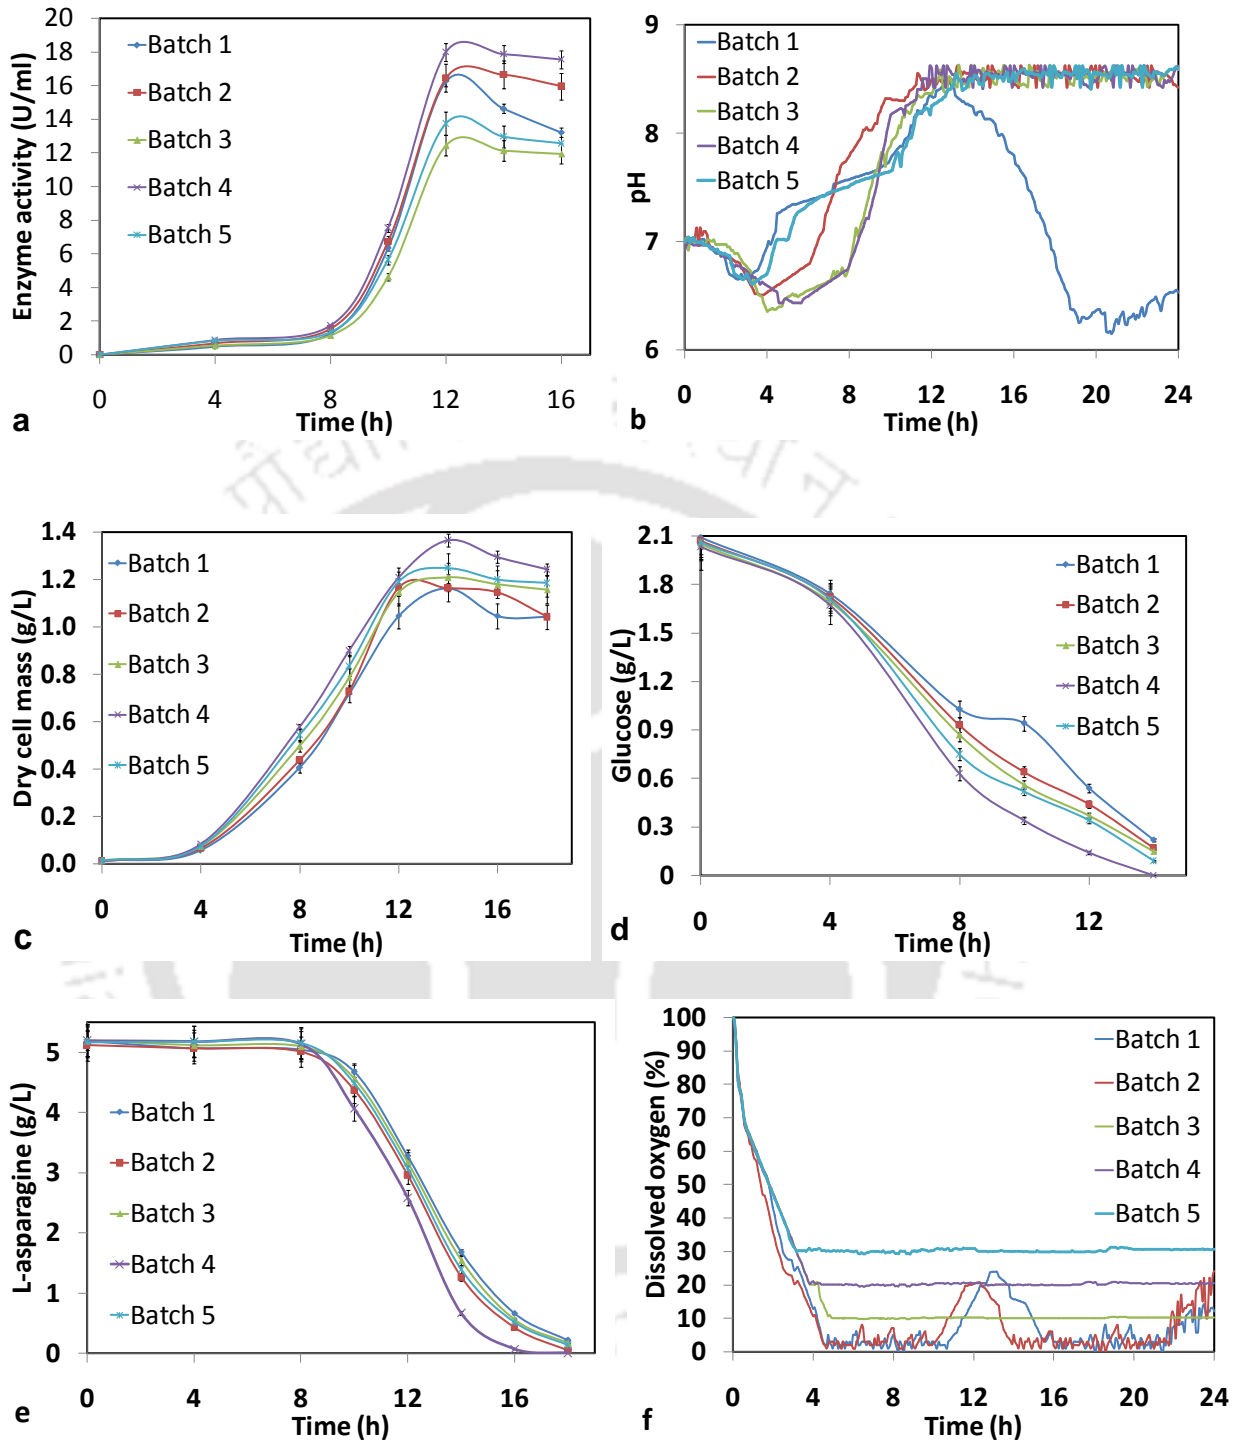 Enzyme activity (U/ml)
20
18
16
14
12
10
8
6
4
2
0
Batch 1
Batch 2
Batch 3
Batch 4
Batch 5
0 4 8 12 16
Time (h)
a
pH
9
8
7
6
Batch 1
Batch 2
Batch 3
Batch 4
Batch 5
0 4 8 12 16 20 24
Time (h)
b
Dry cell mass (g/L)
1.4
1.2
1.0
0.8
0.6
0.4
0.2
0.0
Batch 1
Batch 2
Batch 3
Batch 4
Batch 5
0 4 8 12 16
Time (h)
c
Glucose (g/L)
2.1
1.8
1.5
1.2
0.9
0.6
0.3
0
Batch 1
Batch 2
Batch 3
Batch 4
Batch 5
0 4 8 12
Time (h)
d
L-asparagine (g/L)
5
4
3
2
1
0
Batch 1
Batch 2
Batch 3
Batch 4
Batch 5
0 4 8 12 16
Time (h)
e
Dissolved oxygen (%)
100
90
80
70
60
50
40
30
20
10
0
Batch 1
Batch 2
Batch 3
Batch 4
Batch 5
0 4 8 12 16 20 24
Time (h)
f